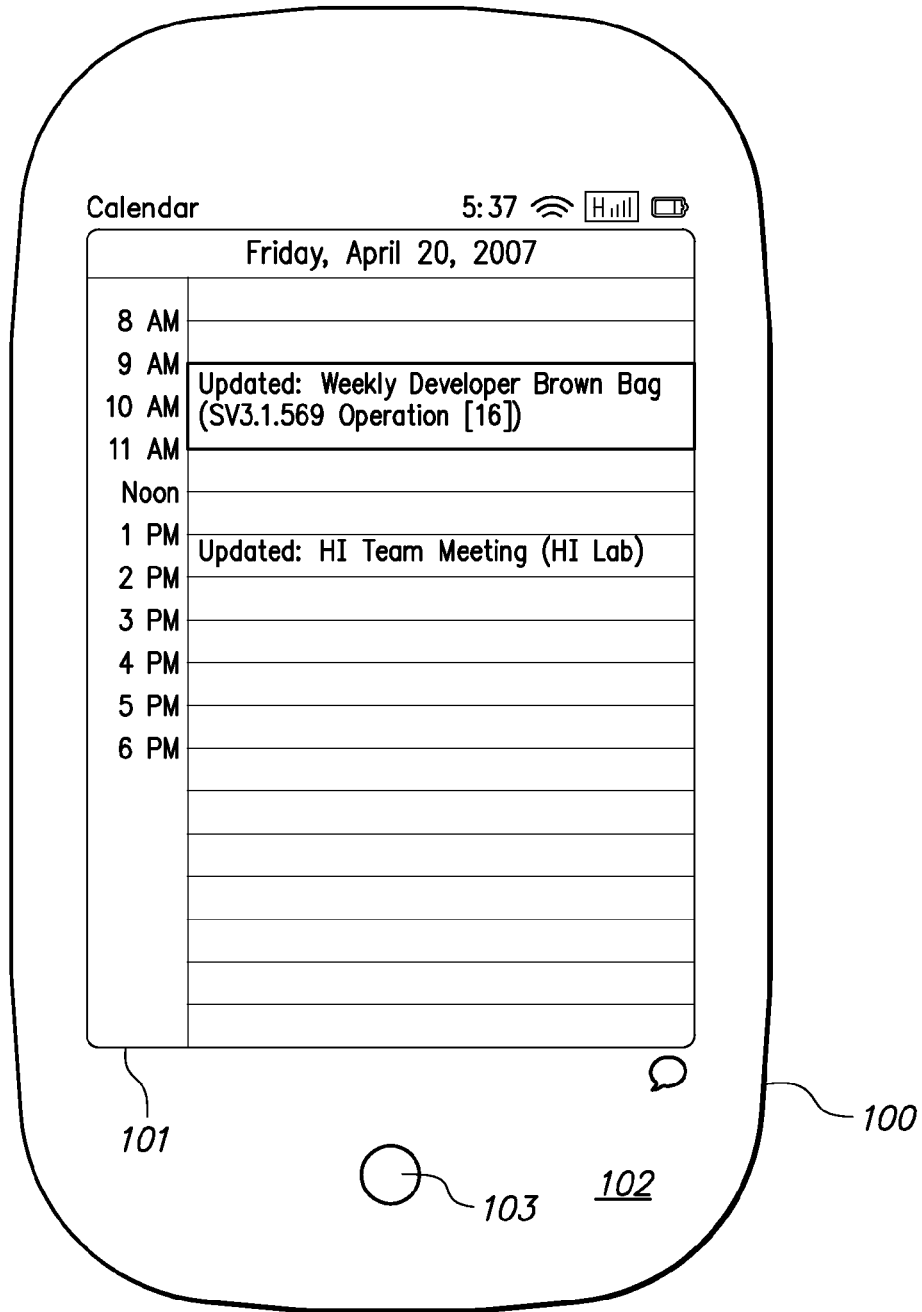 Calendar 5:37 H
Friday, April 20, 2007
8 AM
9 AM
Updated: Weekly Developer Brown Bag
10 AM (SV3.1.569 Operation [16])
11 AM
Noon
1 PM
Updated: HI Team Meeting (HI Lab)
2 PM
3 PM
4 PM
5 PM
6 PM
101
100
103
102